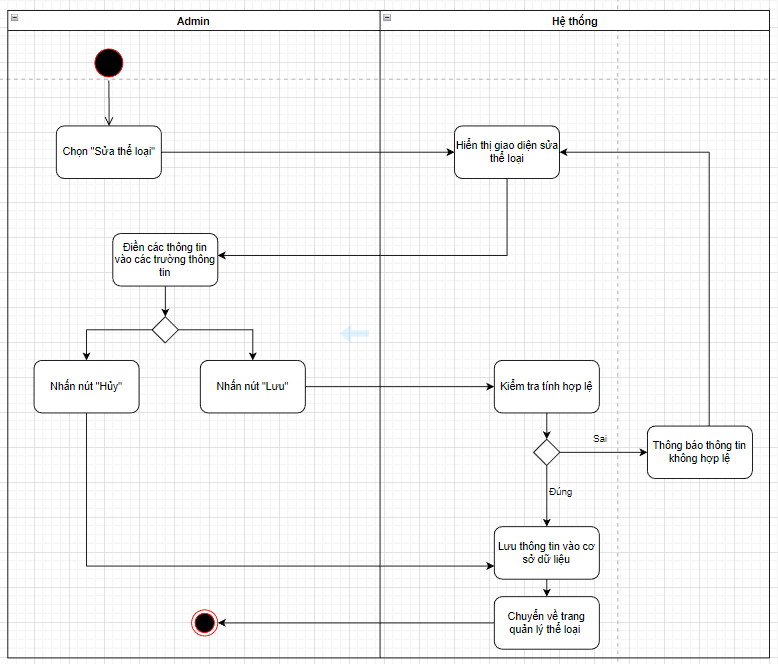 Admin
Hệ thống
Chọn "Sửa thể loại"
Hiển thị giao diện sửa
thể loại
Điền các thông tin
vào các trường thông
tin
Nhấn nút "Hủy"
Nhấn nút "Lưu"
Kiểm tra tính hợp lệ
Sai
Thông báo thông tin
không hợp lệ
Đúng
Lưu thông tin vào cơ
sở dữ liệu
Chuyển về trang
quản lý thể loại